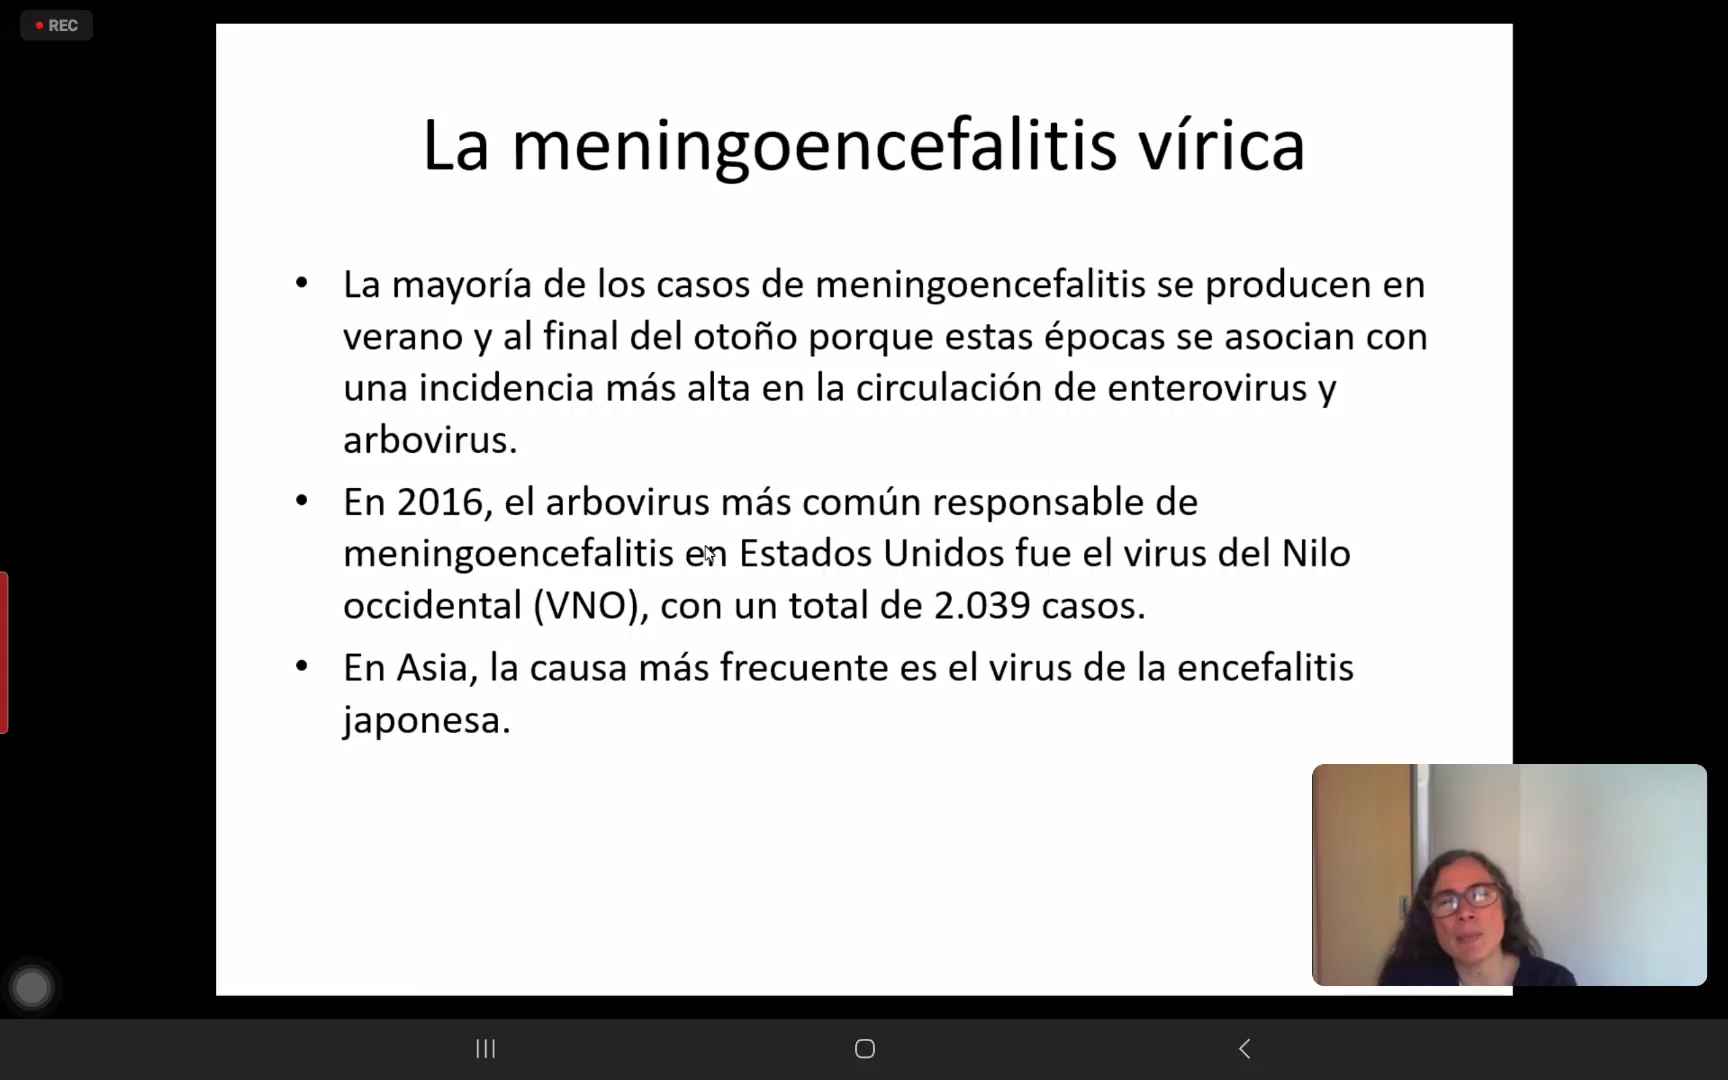 REC
La meningoencefalitis vírica
• La mayoría de los casos de meningoencefalitis se producen en
verano y al final del otoño porque estas épocas se asocian con
una incidencia más alta en la circulación de enterovirus y
arbovirus.
• En 2016, el arbovirus más común responsable de
meningoencefalitis en Estados Unidos fue el virus del Nilo
occidental (VNO), con un total de 2.039 casos.
• En Asia, la causa más frecuente es el virus de la encefalitis
japonesa.